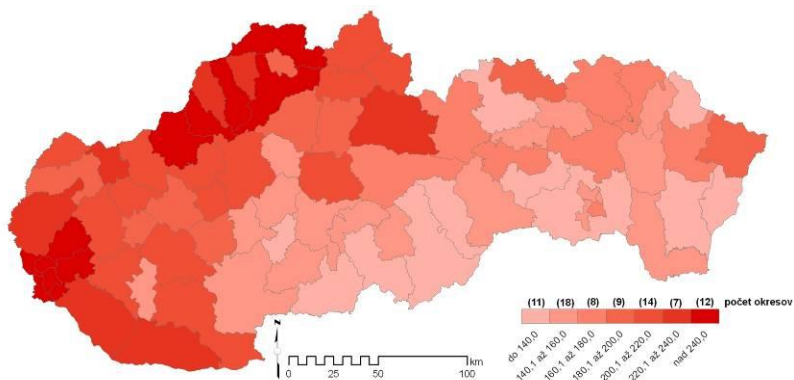 (11) (18) (8) (9) (14) (7) (12) počet okresov
do 140,0
140,1 až 160,0
160,1 až 180,0
180,1 až 200,0
200,1 až 220,0
220,1 až 240,0
nad 240,0
N
km
0 25 50 100